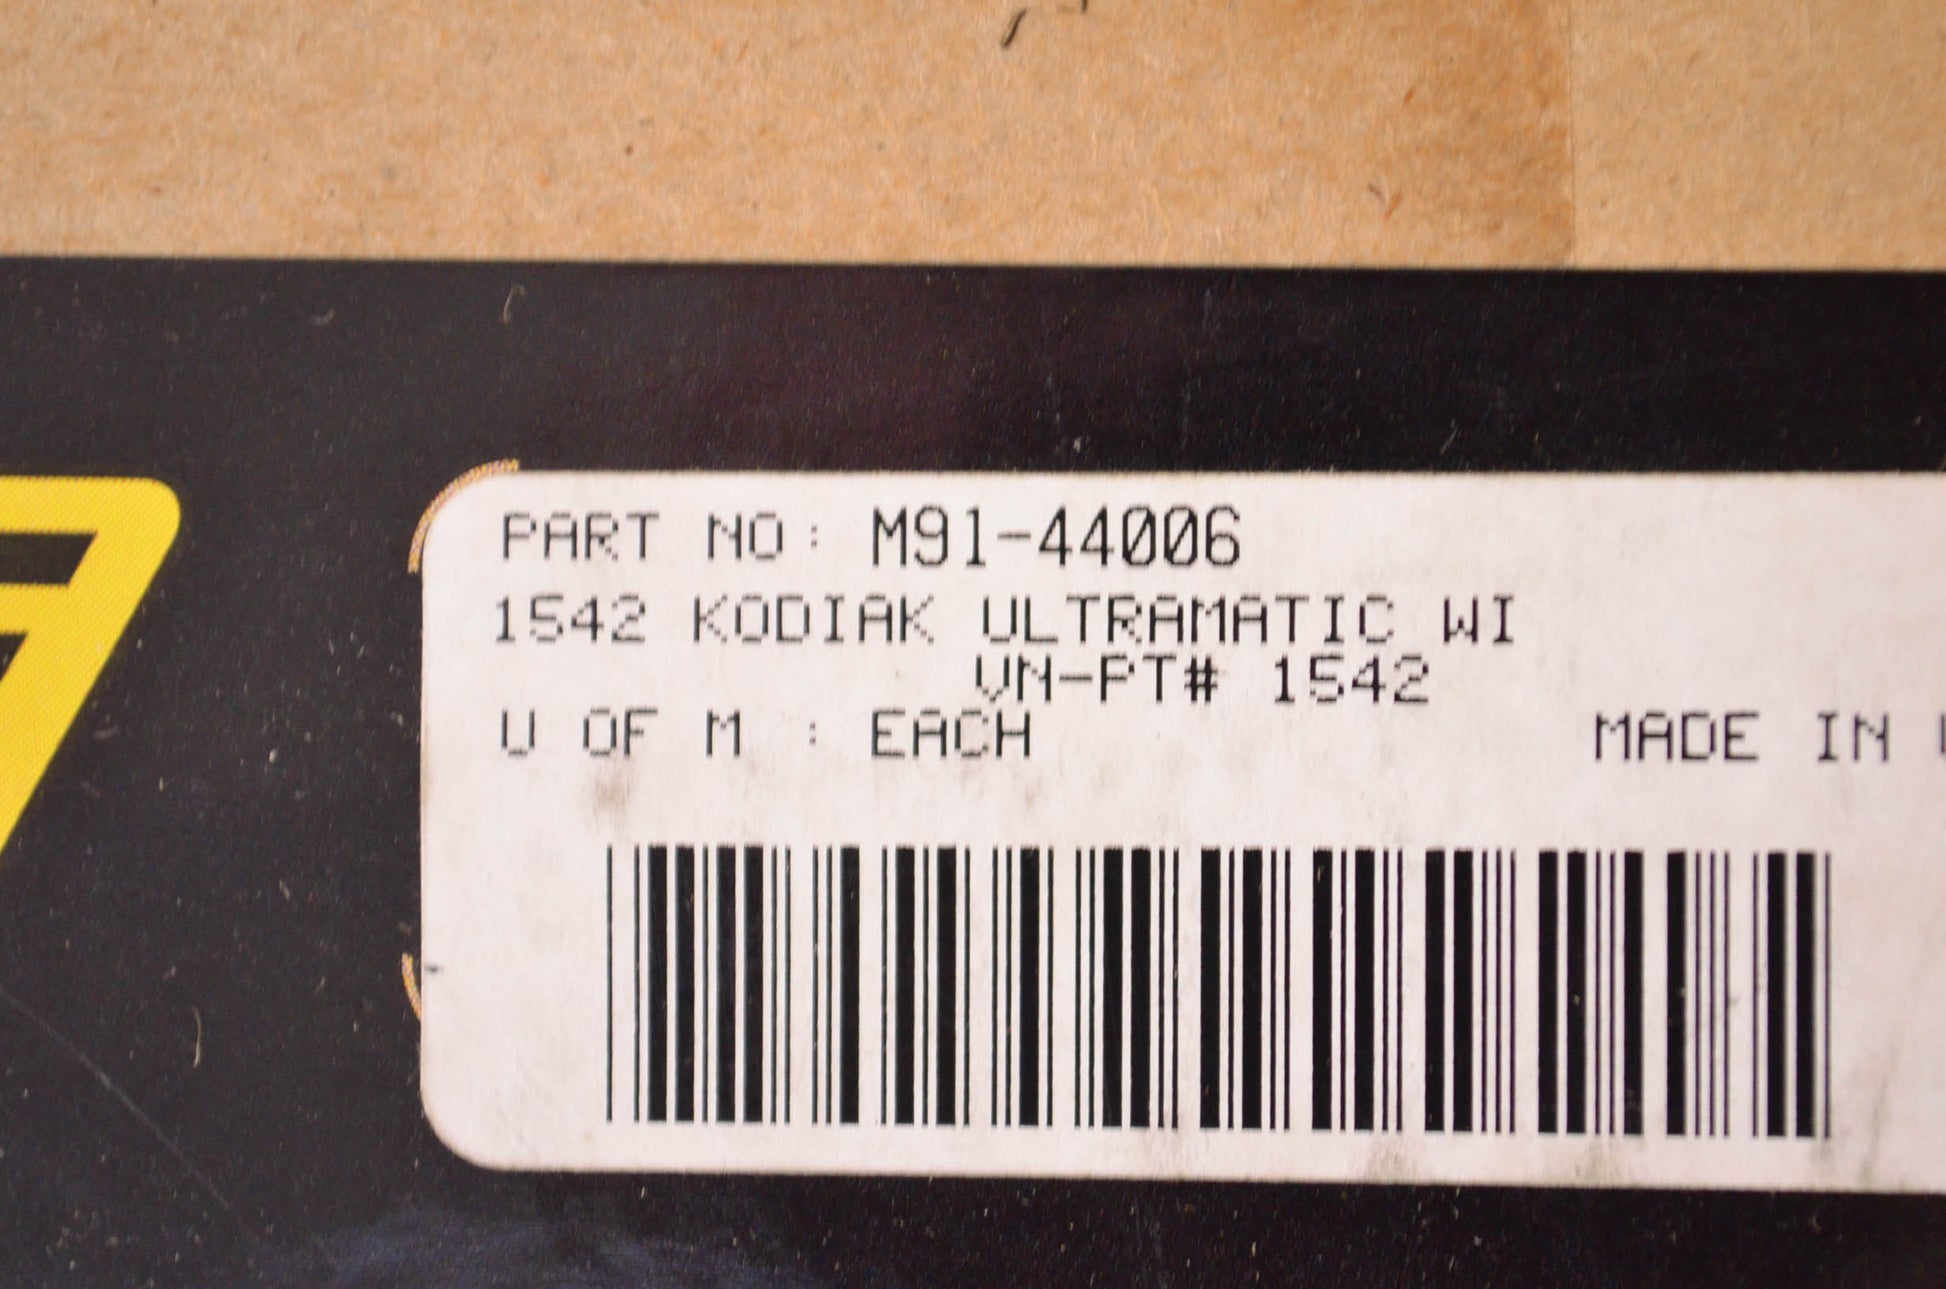 PART NO: M91-44006
1542 KODIAK ULTRAMATIC WI
VN-PT# 1542
U OF M : EACH
MADE IN